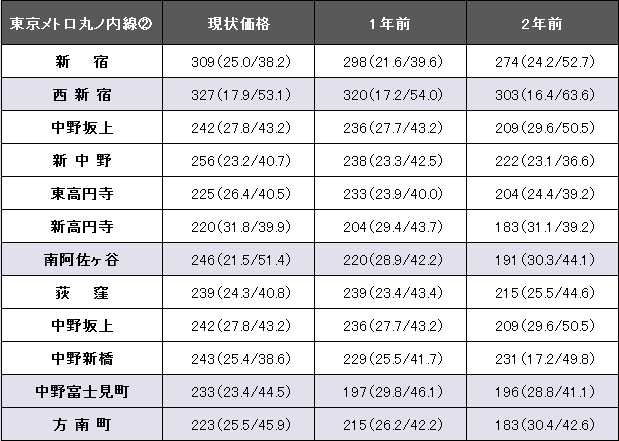 東京メトロ丸ノ内線② 現状価格 1年前 2年前
新宿 309(25.0/38.2) 298(21.6/39.6) 274(24.2/52.7)
西新宿 327(17.9/53.1) 320(17.2/54.0) 303(16.4/63.6)
中野坂上 242(27.8/43.2) 236(27.7/43.2) 209(29.6/50.5)
新中野 256(23.2/40.7) 238(23.3/42.5) 222(23.1/36.6)
東高円寺 225(26.4/40.5) 233(23.9/40.0) 204(24.4/39.2)
新高円寺 220(31.8/39.9) 204(29.4/43.7) 183(31.1/39.2)
南阿佐ヶ谷 246(21.5/51.4) 220(28.9/42.2) 191(30.3/44.1)
荻窪 239(24.3/40.8) 239(23.4/43.4) 215(25.5/44.6)
中野坂上 242(27.8/43.2) 236(27.7/43.2) 209(29.6/50.5)
中野新橋 243(25.4/38.6) 229(25.5/41.7) 231(17.2/49.8)
中野富士見町 233(23.4/44.5) 197(29.8/46.1) 196(28.8/41.1)
方南町 223(25.5/45.9) 215(26.2/42.2) 183(30.4/42.6)